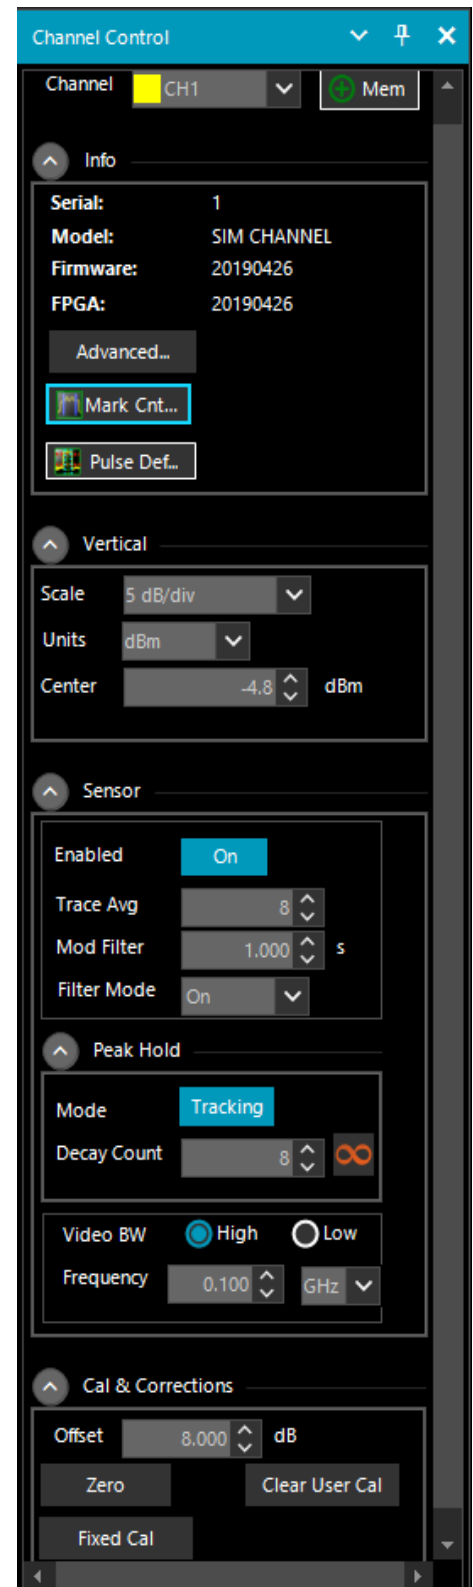 Channel Control
Channel CH1 Mem
Info
Serial: 1
Model: SIM CHANNEL
Firmware: 20190426
FPGA: 20190426
Advanced...
Mark Cnt...
Pulse Def...
Vertical
Scale 5 dB/div
Units dBm
Center -4.8 dBm
Sensor
Enabled On
Trace Avg 8
Mod Filter 1.000 s
Filter Mode On
Peak Hold
Mode Tracking
Decay Count 8 ∞
Video BW High Low
Frequency 0.100 GHz
Cal & Corrections
Offset 8.000 dB
Zero Clear User Cal
Fixed Cal